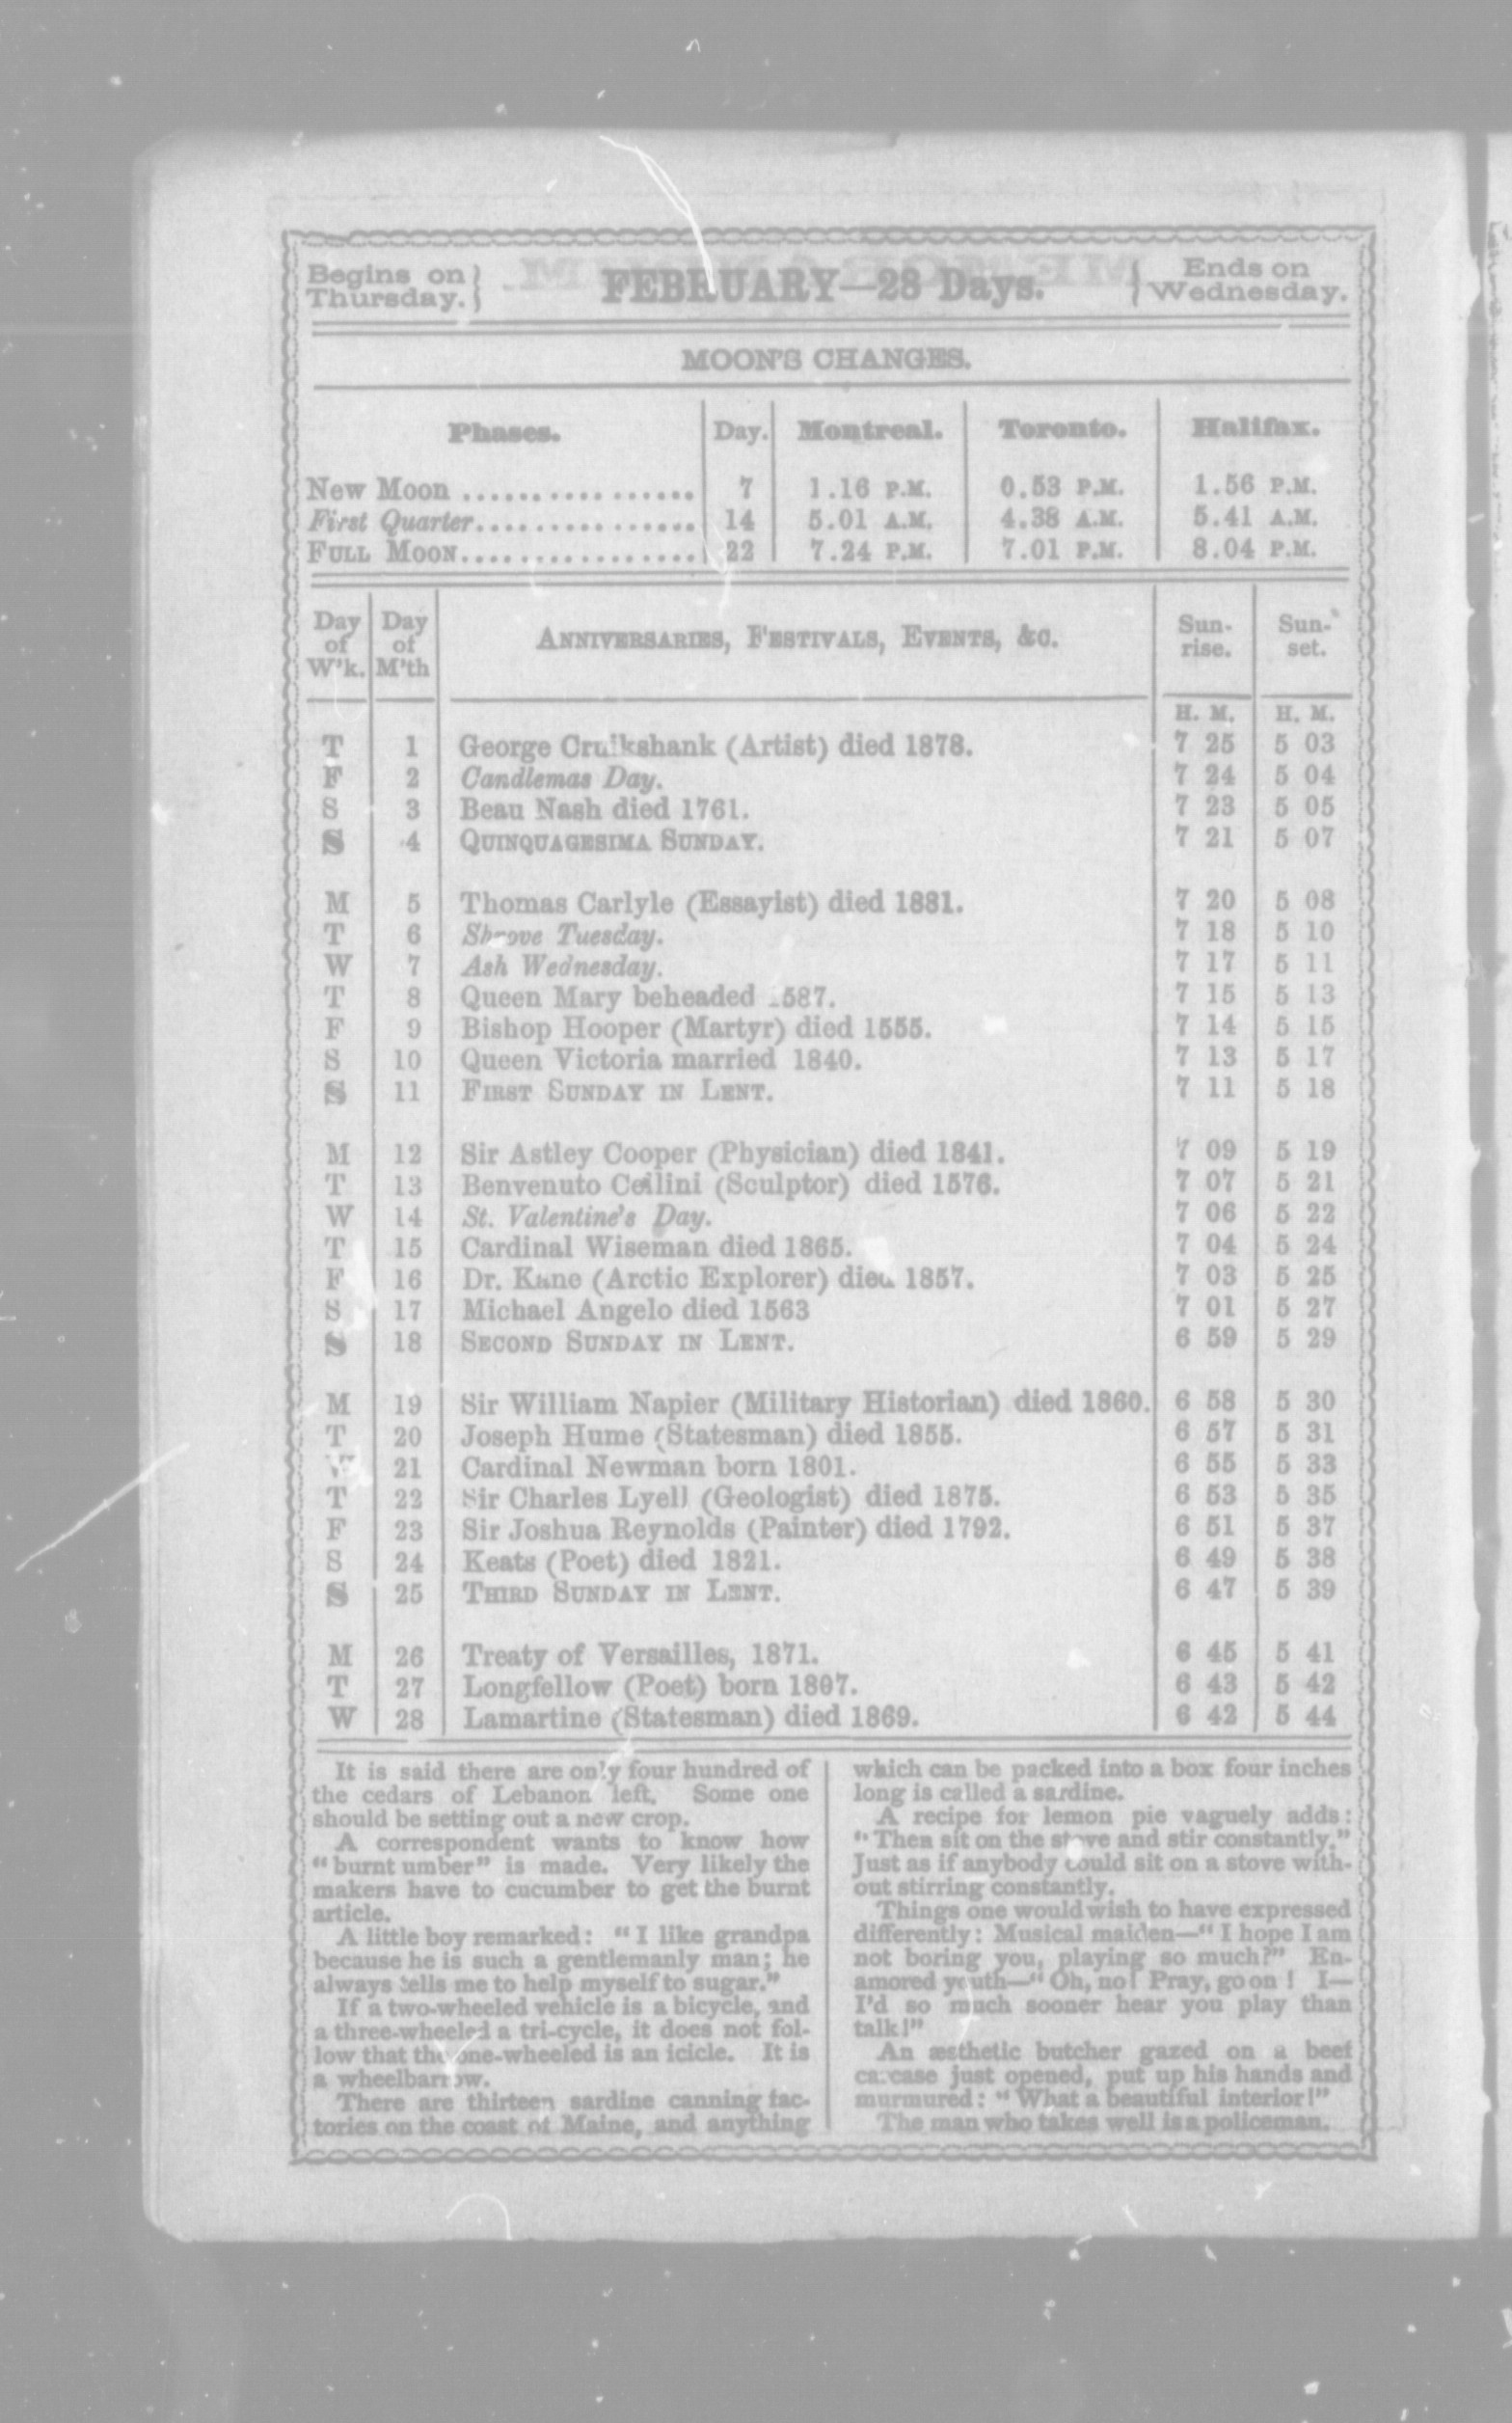 Begins on Thursday. FEBRUARY—28 Days. Ends on Wednesday.
MOON'S CHANGES.
Phases. Day. Montreal. Toronto. Halifax.
New Moon ................. 7 1.16 P.M. 0.53 P.M. 1.56 P.M.
First Quarter................ 14 5.01 A.M. 4.38 A.M. 5.41 A.M.
FULL MOON................. 22 7.24 P.M. 7.01 P.M. 8.04 P.M.
Day of W'k. Day of M'th ANNIVERSARIES, FESTIVALS, EVENTS, &C. Sun-rise. Sun-set.
H. M. H. M.
T 1 George Cruikshank (Artist) died 1878. 7 25 5 03
F 2 Candlemas Day. 7 24 5 04
S 3 Beau Nash died 1761. 7 23 5 05
S 4 QUINQUAGESIMA SUNDAY. 7 21 5 07
M 5 Thomas Carlyle (Essayist) died 1881. 7 20 5 08
T 6 Shrove Tuesday. 7 18 5 10
W 7 Ash Wednesday. 7 17 5 11
T 8 Queen Mary beheaded 1587. 7 15 5 13
F 9 Bishop Hooper (Martyr) died 1555. 7 14 5 15
S 10 Queen Victoria married 1840. 7 13 5 17
S 11 FIRST SUNDAY IN LENT. 7 11 5 18
M 12 Sir Astley Cooper (Physician) died 1841. 7 09 5 19
T 13 Benvenuto Cellini (Sculptor) died 1576. 7 07 5 21
W 14 St. Valentine's Day. 7 06 5 22
T 15 Cardinal Wiseman died 1865. 7 04 5 24
F 16 Dr. Kane (Arctic Explorer) died 1857. 7 03 5 25
S 17 Michael Angelo died 1563 7 01 5 27
S 18 SECOND SUNDAY IN LENT. 6 59 5 29
M 19 Sir William Napier (Military Historian) died 1860. 6 58 5 30
T 20 Joseph Hume (Statesman) died 1855. 6 57 5 31
W 21 Cardinal Newman born 1801. 6 55 5 33
T 22 Sir Charles Lyell (Geologist) died 1875. 6 53 5 35
F 23 Sir Joshua Reynolds (Painter) died 1792. 6 51 5 37
S 24 Keats (Poet) died 1821. 6 49 5 38
S 25 THIRD SUNDAY IN LENT. 6 47 5 39
M 26 Treaty of Versailles, 1871. 6 45 5 41
T 27 Longfellow (Poet) born 1807. 6 43 5 42
W 28 Lamartine (Statesman) died 1869. 6 42 5 44
It is said there are only four hundred of
the cedars of Lebanon left. Some one
should be setting out a new crop.
A correspondent wants to know how
"burnt umber" is made. Very likely the
makers have to cucumber to get the burnt
article.
A little boy remarked: "I like grandpa
because he is such a gentlemanly man; he
always tells me to help myself to sugar."
If a two-wheeled vehicle is a bicycle, and
a three-wheeled a tri-cycle, it does not fol-
low that the one-wheeled is an icicle. It is
a wheelbarrow.
There are thirteen sardine canning fac-
tories on the coast of Maine, and anything
which can be packed into a box four inches
long is called a sardine.
A recipe for lemon pie vaguely adds:
"Then sit on the stove and stir constantly."
Just as if anybody could sit on a stove with-
out stirring constantly.
Things one would wish to have expressed
differently: Musical maiden—"I hope I am
not boring you, playing so much?" En-
amored youth—"Oh, no! Pray, go on! I—
I'd so much sooner hear you play than
talk!"
An æsthetic butcher gazed on a beef
carcase just opened, put up his hands and
murmured: "What a beautiful interior!"
The man who takes well is a policeman.